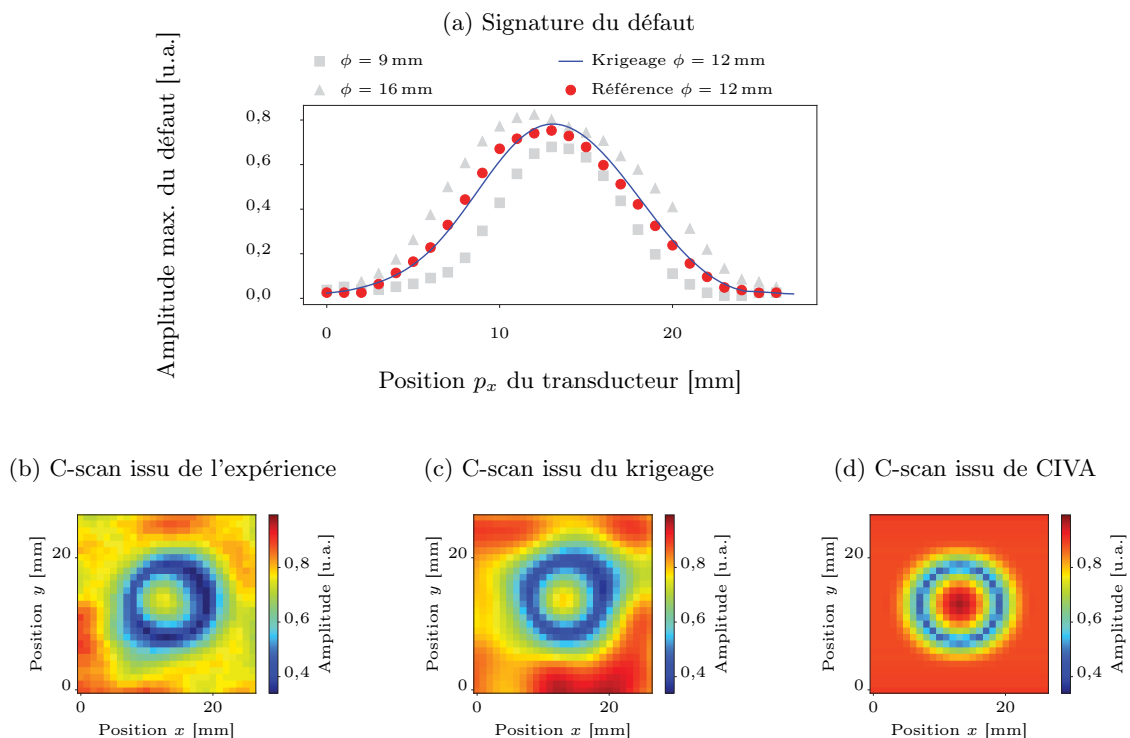 (a) Signature du défaut
ϕ = 9 mm
Krigeage ϕ = 12 mm
ϕ = 16 mm
Référence ϕ = 12 mm
Amplitude max. du défaut [u.a.]
0,8
0,6
0,4
0,2
0,0
0
10
20
Position pₓ du transducteur [mm]
(b) C-scan issu de l'expérience
Position y [mm]
20
0
0
20
Position x [mm]
0.8
0.6
0.4
Amplitude [u.a.]
(c) C-scan issu du krigeage
Position y [mm]
20
0
0
20
Position x [mm]
0.8
0.6
0.4
Amplitude [u.a.]
(d) C-scan issu de CIVA
Position y [mm]
20
0
0
20
Position x [mm]
0.8
0.6
0.4
Amplitude [u.a.]